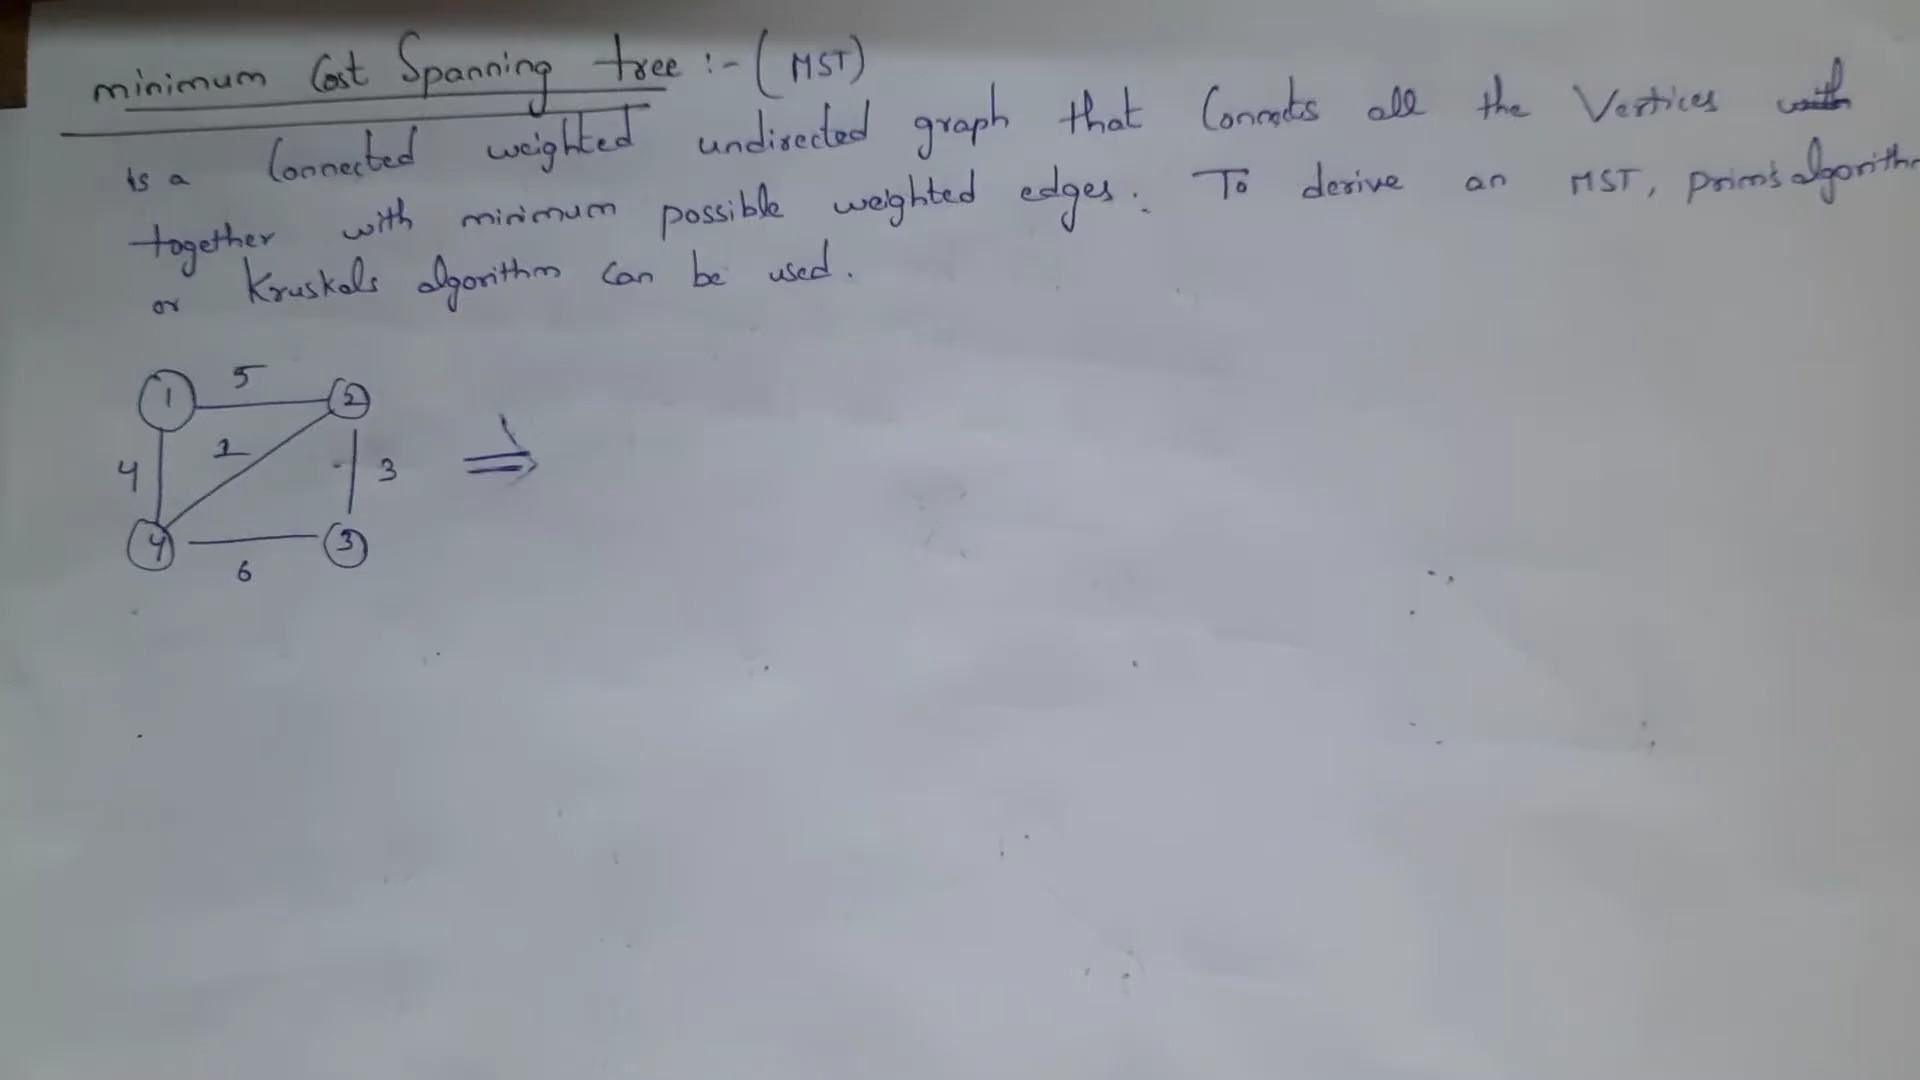 minimum Cost Spanning tree :- (MST)
is a Connected weighted undirected graph that Connects all the Vertices with
together with minimum possible weighted edges. To derive an MST, prim's algorithm
or Kruskals algorithm can be used.
5
1 2
4 3
4 3
6